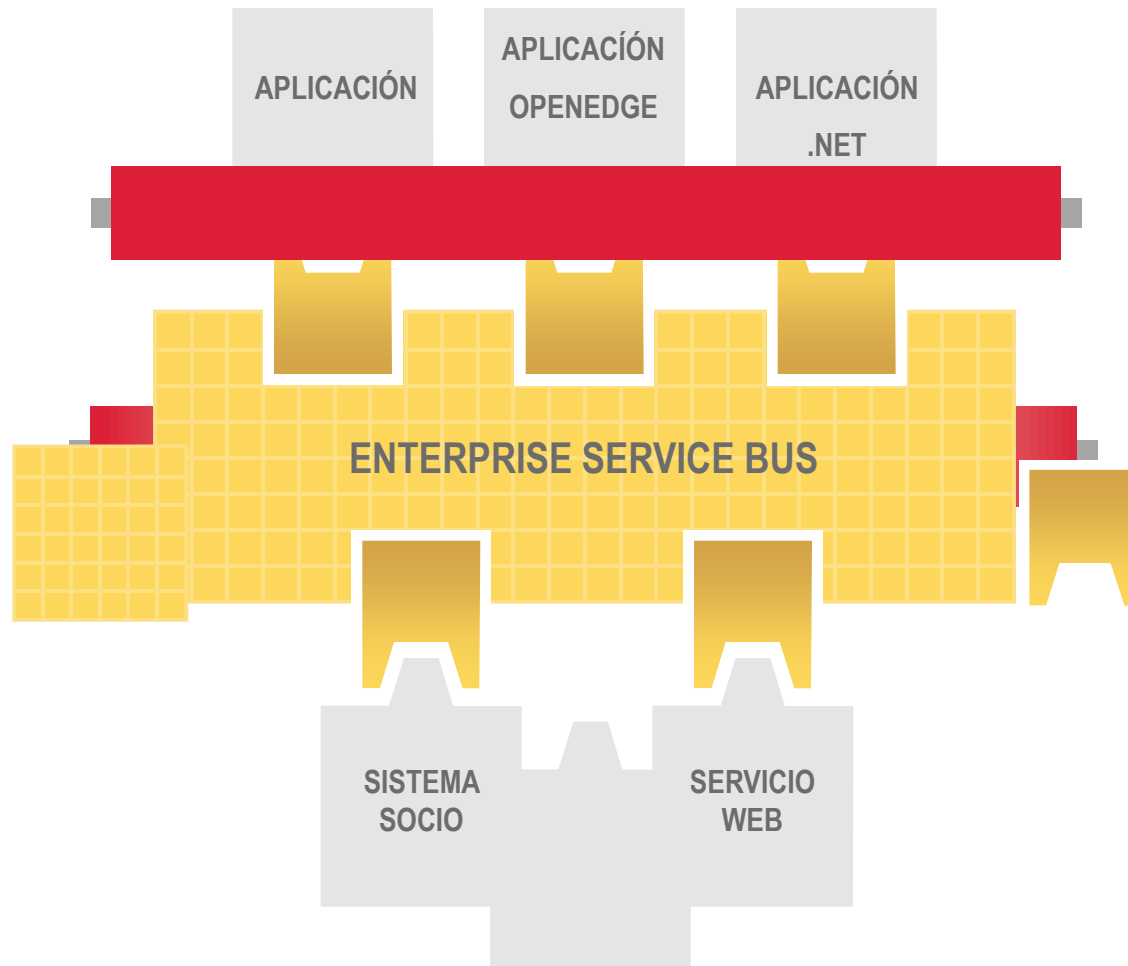 APLICACIÓN
APLICACÍÓN
OPENEDGE
APLICACIÓN
.NET
ENTERPRISE SERVICE BUS
SISTEMA
SOCIO
SERVICIO
WEB